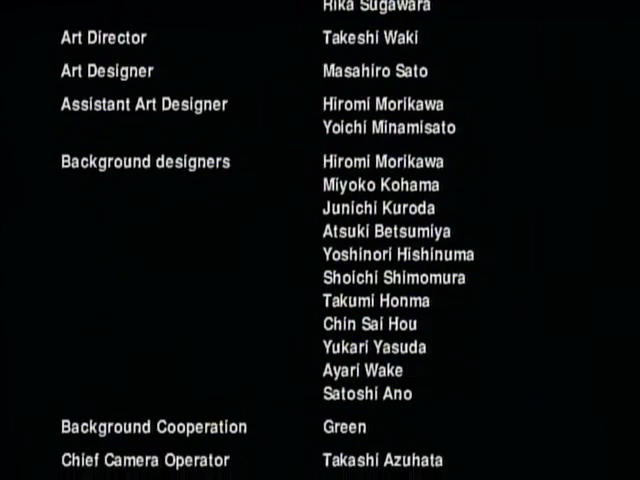 Rika Sugawara
Art Director Takeshi Waki
Art Designer Masahiro Sato
Assistant Art Designer Hiromi Morikawa
Yoichi Minamisato
Background designers Hiromi Morikawa
Miyoko Kohama
Junichi Kuroda
Atsuki Betsumiya
Yoshinori Hishinuma
Shoichi Shimomura
Takumi Honma
Chin Sai Hou
Yukari Yasuda
Ayari Wake
Satoshi Ano
Background Cooperation Green
Chief Camera Operator Takashi Azuhata